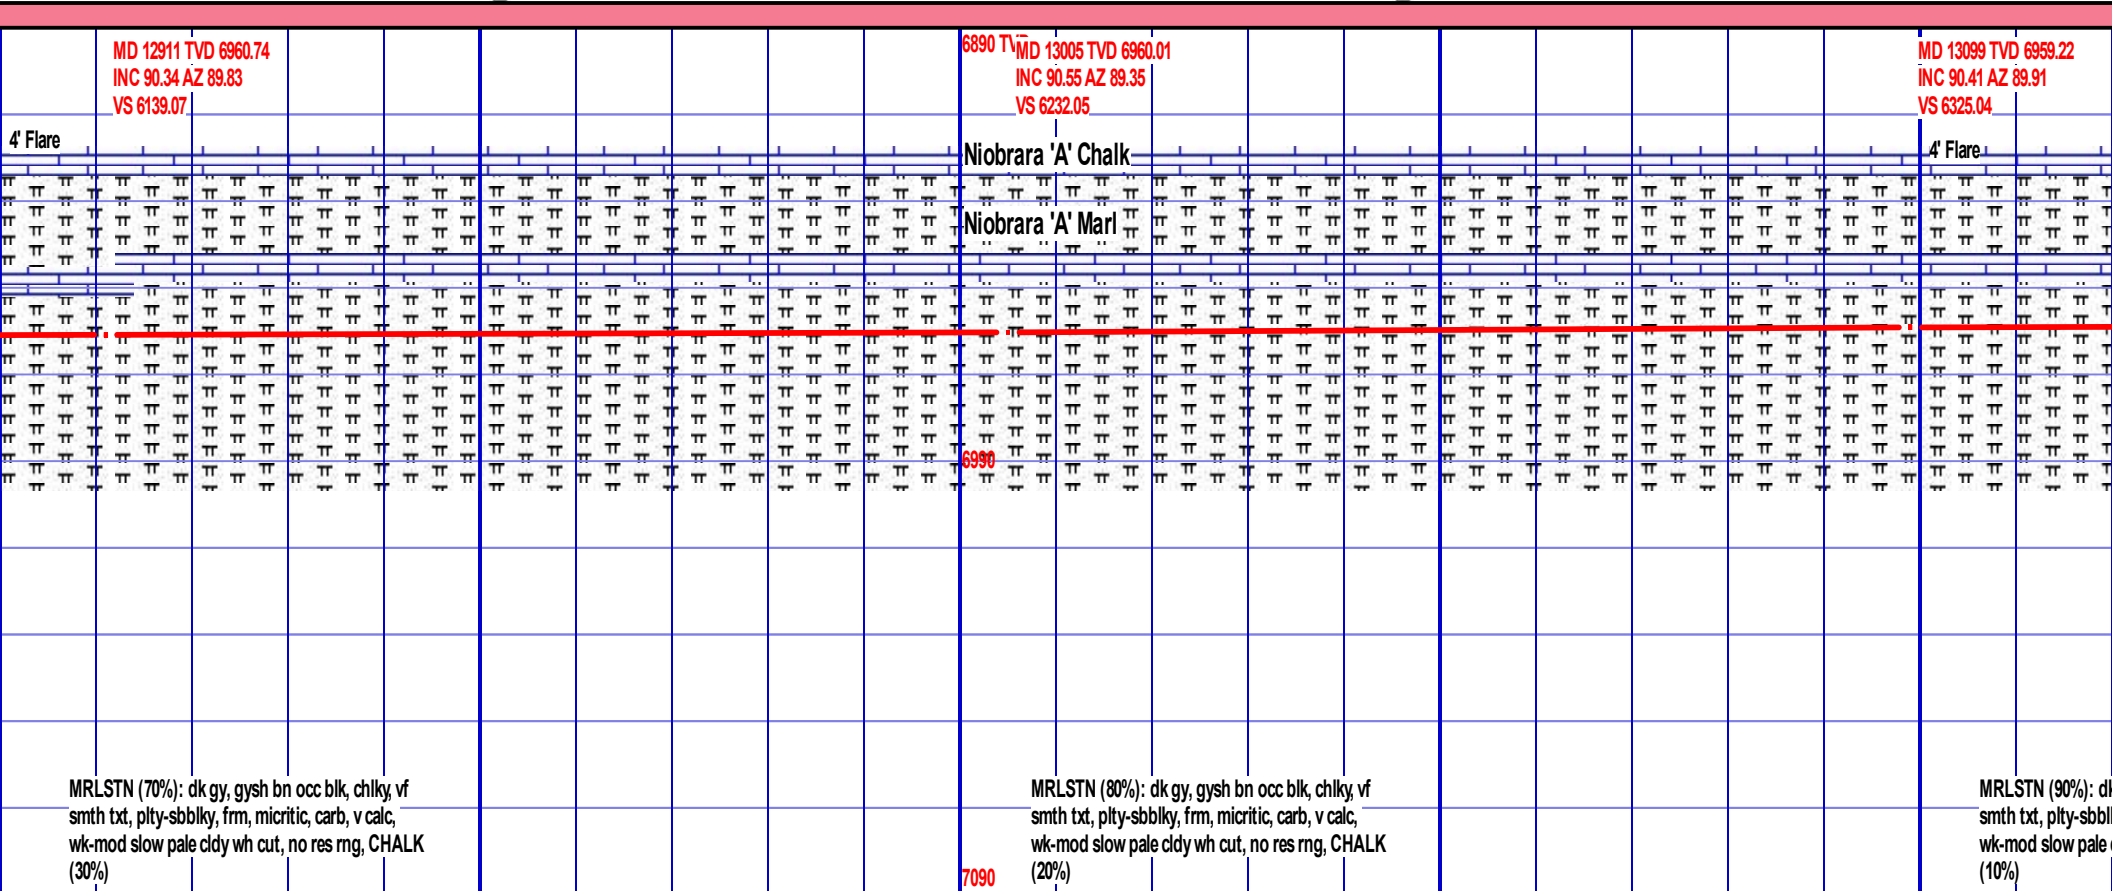 MD 12911 TVD 6960.74
INC 90.34 AZ 89.83
VS 6139.07
6890 TVD
MD 13005 TVD 6960.01
INC 90.55 AZ 89.35
VS 6232.05
MD 13099 TVD 6959.22
INC 90.41 AZ 89.91
VS 6325.04
4' Flare
Niobrara 'A' Chalk
4' Flare
Niobrara 'A' Marl
6990
MRLSTN (70%): dk gy, gysh bn occ blk, chlky, vf
smth txt, plty-sbblky, frm, micritic, carb, v calc,
wk-mod slow pale cldy wh cut, no res rng, CHALK
(30%)
7090
MRLSTN (80%): dk gy, gysh bn occ blk, chlky, vf
smth txt, plty-sbblky, frm, micritic, carb, v calc,
wk-mod slow pale cldy wh cut, no res rng, CHALK
(20%)
MRLSTN (90%): dk
smth txt, plty-sbbl
wk-mod slow pale
(10%)